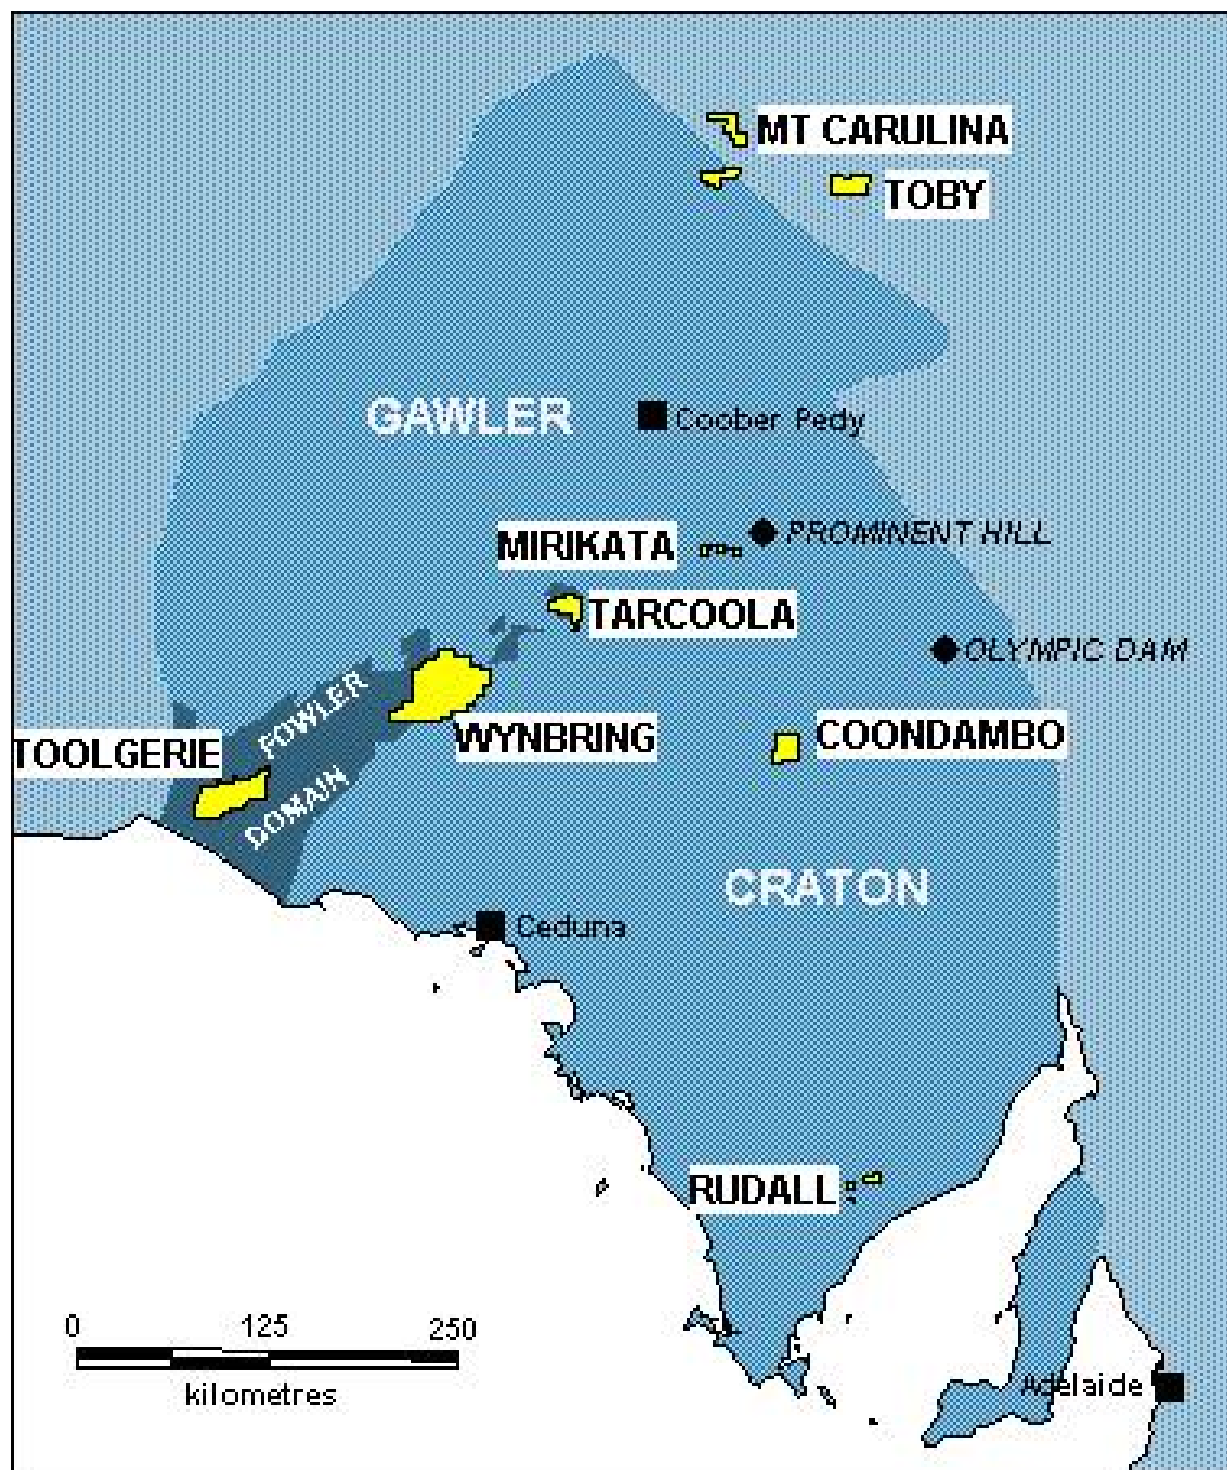 MT CARULINA
TOBY
GAWLER
Coober Pedy
PROMINENT HILL
MIRIKATA
TARCOOLA
OLYMPIC DAM
FOWLER
WYNBRING
COONDAMBO
TOOLGERIE
DOMAIN
CRATON
Ceduna
RUDALL
0 125 250
kilometres
Adelaide